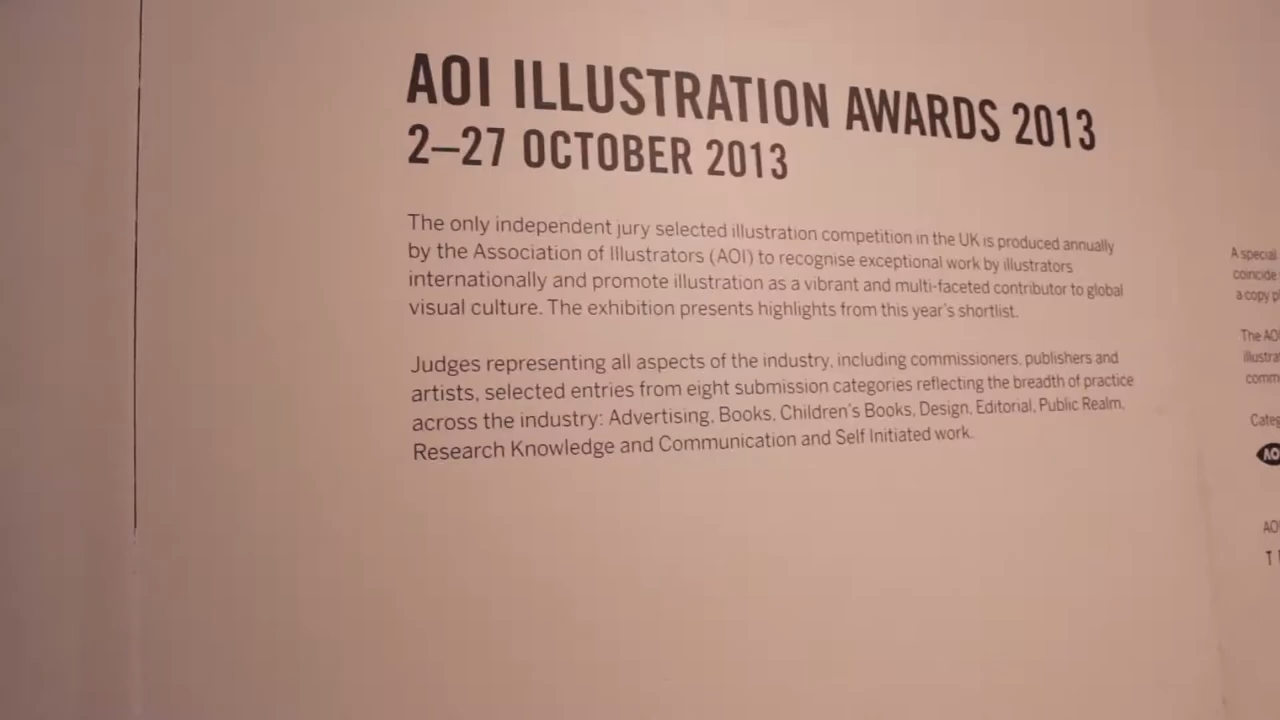 AOI ILLUSTRATION AWARDS 2013
2–27 OCTOBER 2013
The only independent jury selected illustration competition in the UK is produced annually
by the Association of Illustrators (AOI) to recognise exceptional work by illustrators
internationally and promote illustration as a vibrant and multi-faceted contributor to global
visual culture. The exhibition presents highlights from this year's shortlist.
Judges representing all aspects of the industry, including commissioners, publishers and
artists, selected entries from eight submission categories reflecting the breadth of practice
across the industry: Advertising, Books, Children's Books, Design, Editorial, Public Realm,
Research Knowledge and Communication and Self Initiated work.
A special
coincide
a copy
The